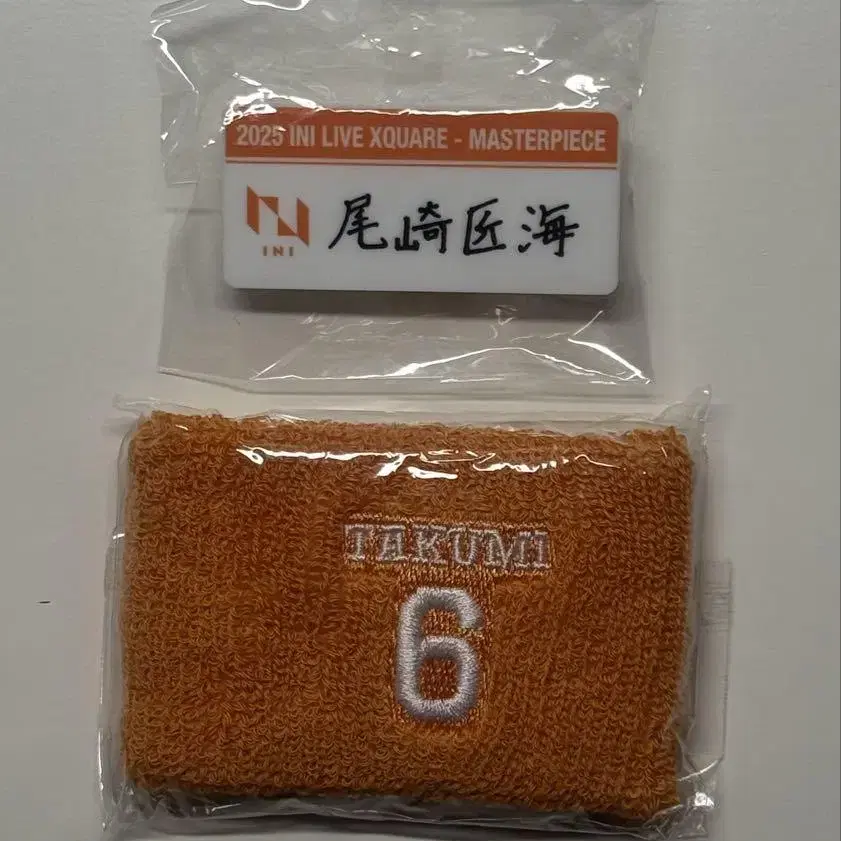 2025 INI LIVE XQUARE - MASTERPIECE
INI
尾崎匠海
TAKUMI
6